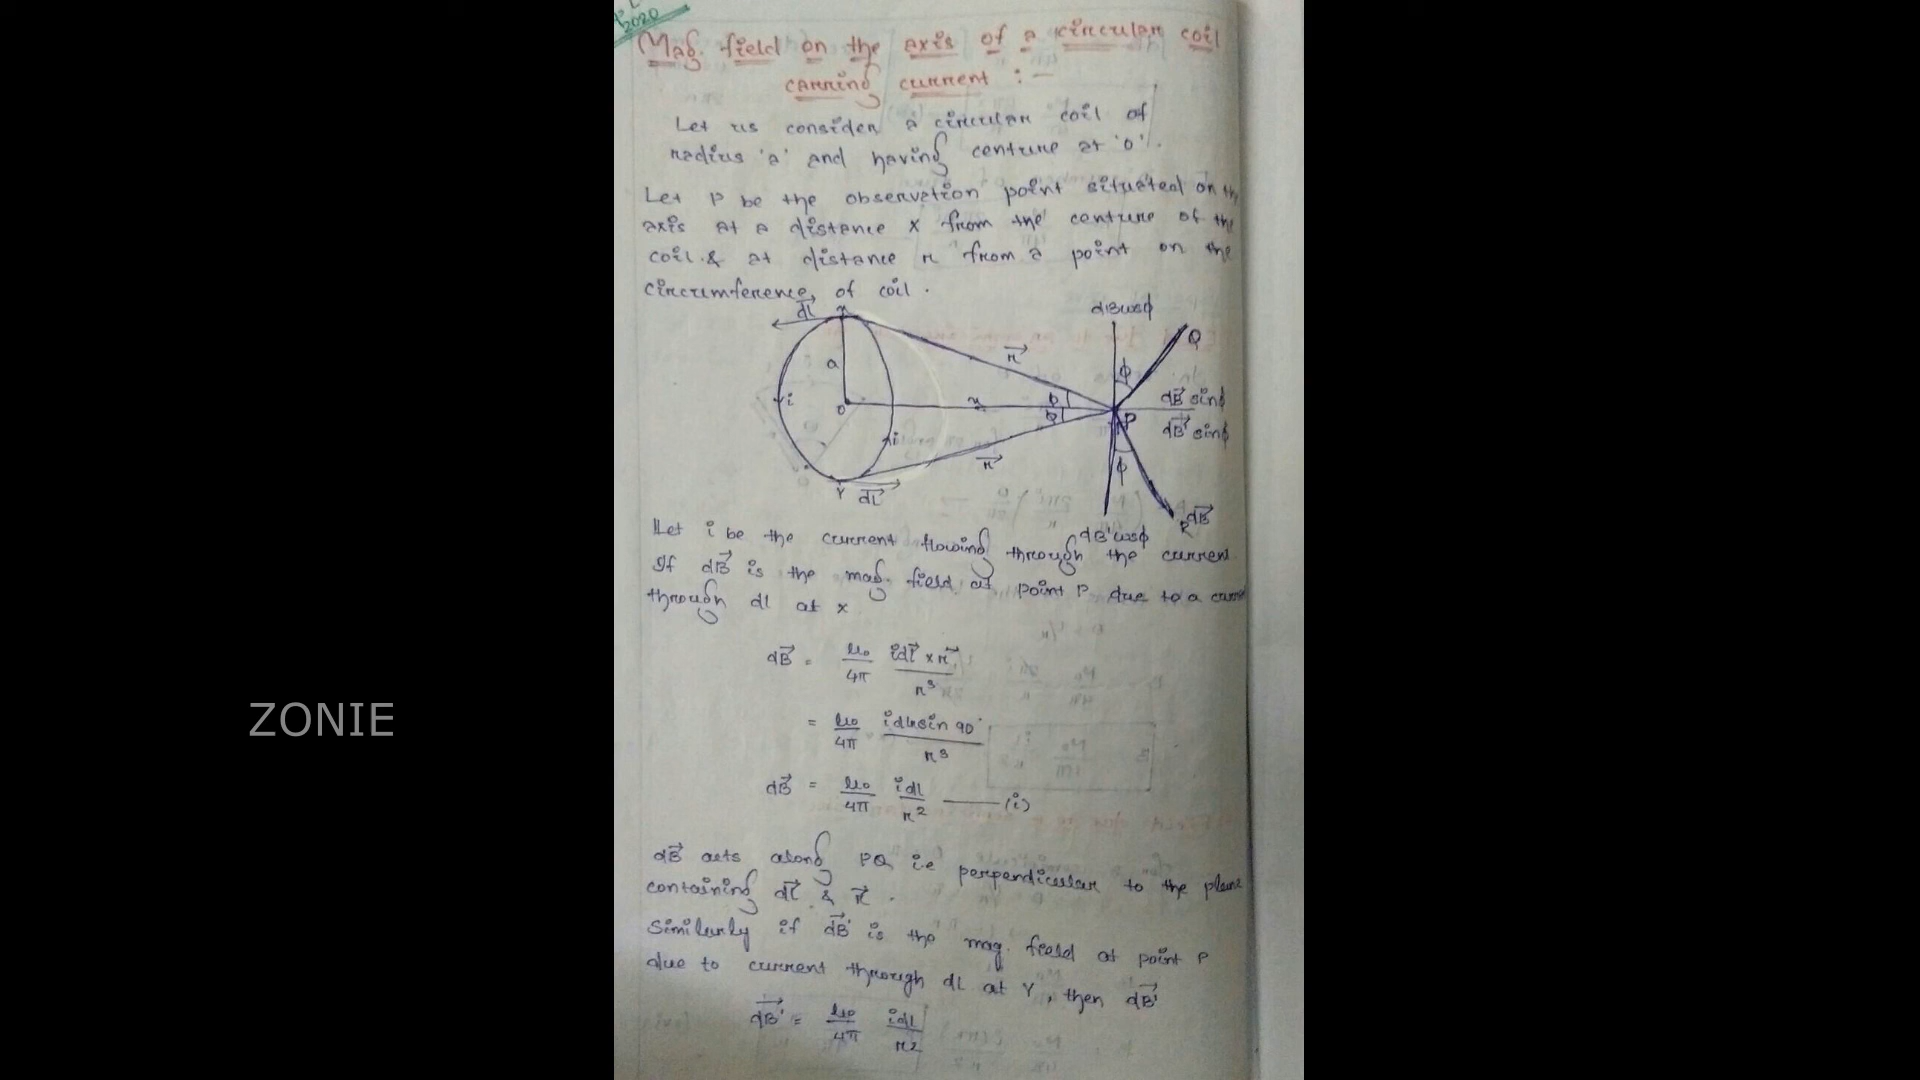 2020
Mag. field on the axis of a circular coil
carring current :-
Let us consider a circular coil of
radius 'a' and having centure at 'o'.
Let P be the observation point situated on the
axis at a distance x from the centure of the
coil & at distance r from a point on the
circumference of coil.
dl
x
a
i
o
i
Y
dl
r
x
r
ϕ
ϕ
dBcosϕ
Q
ϕ
dB sinϕ
P
dB' sinϕ
ϕ
R
dB
dB'cosϕ
Let i be the current flowing through the current
If dB is the mag. field at point P due to a
through dl at x
dB = μ₀/4π idl × r/r³
= μ₀/4π idlrsin 90°/r³
dB = μ₀/4π idl/r² —— (i)
dB acts along PQ i.e perpendicular to the plane
containing dl & r.
Similarly if dB' is the mag. field at point P
due to current through dl at Y, then dB'
dB' = μ₀/4π idl/r²
ZONIE